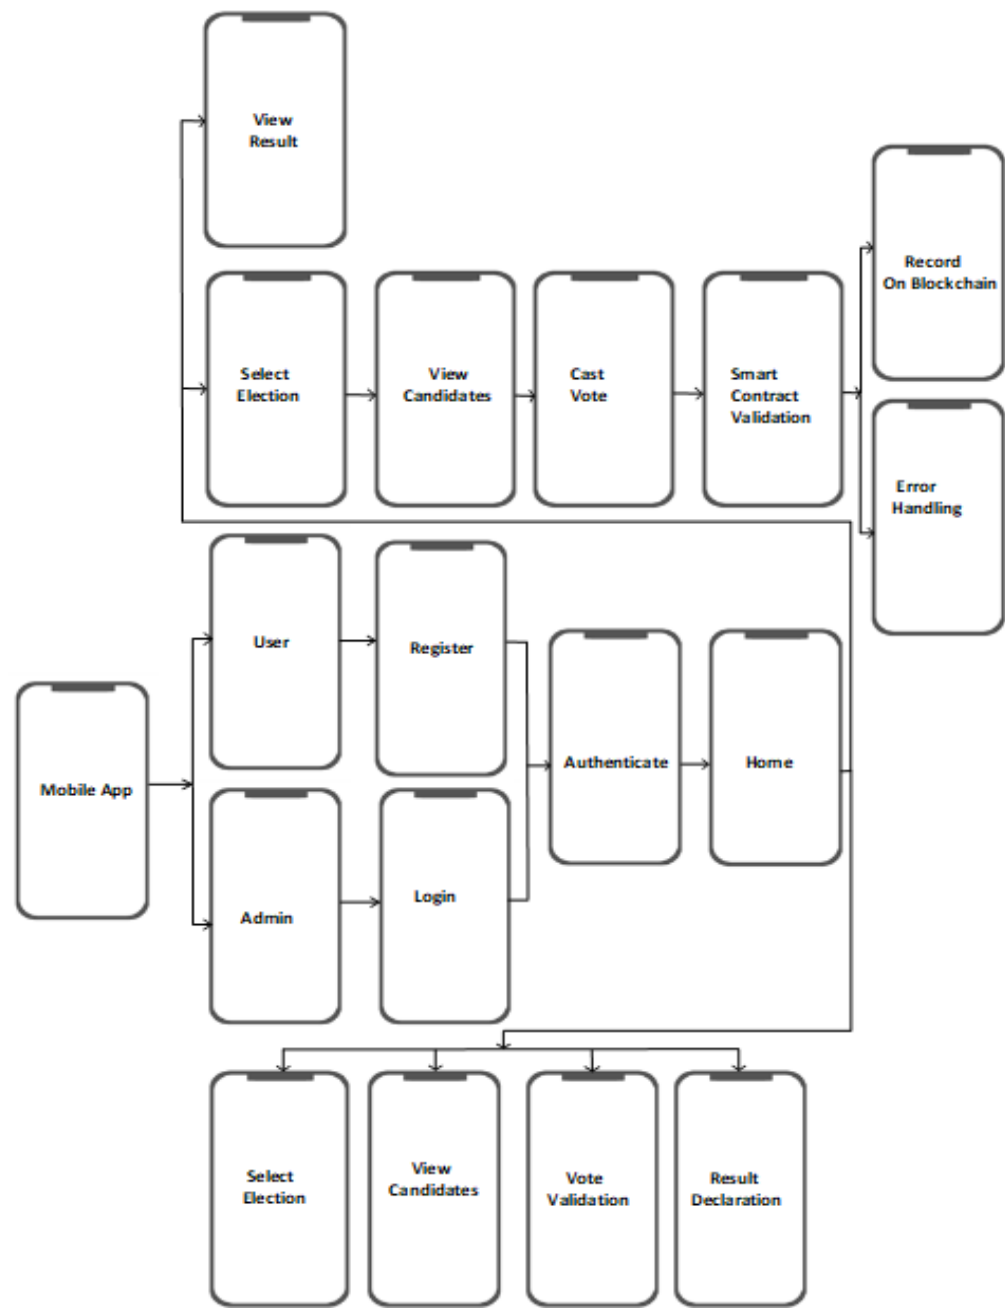 View
Result
Record
On Blockchain
Select
Election
View
Candidates
Cast
Vote
Smart
Contract
Validation
Error
Handling
User
Register
Mobile App
Authenticate
Home
Admin
Login
Select
Election
View
Candidates
Vote
Validation
Result
Declaration